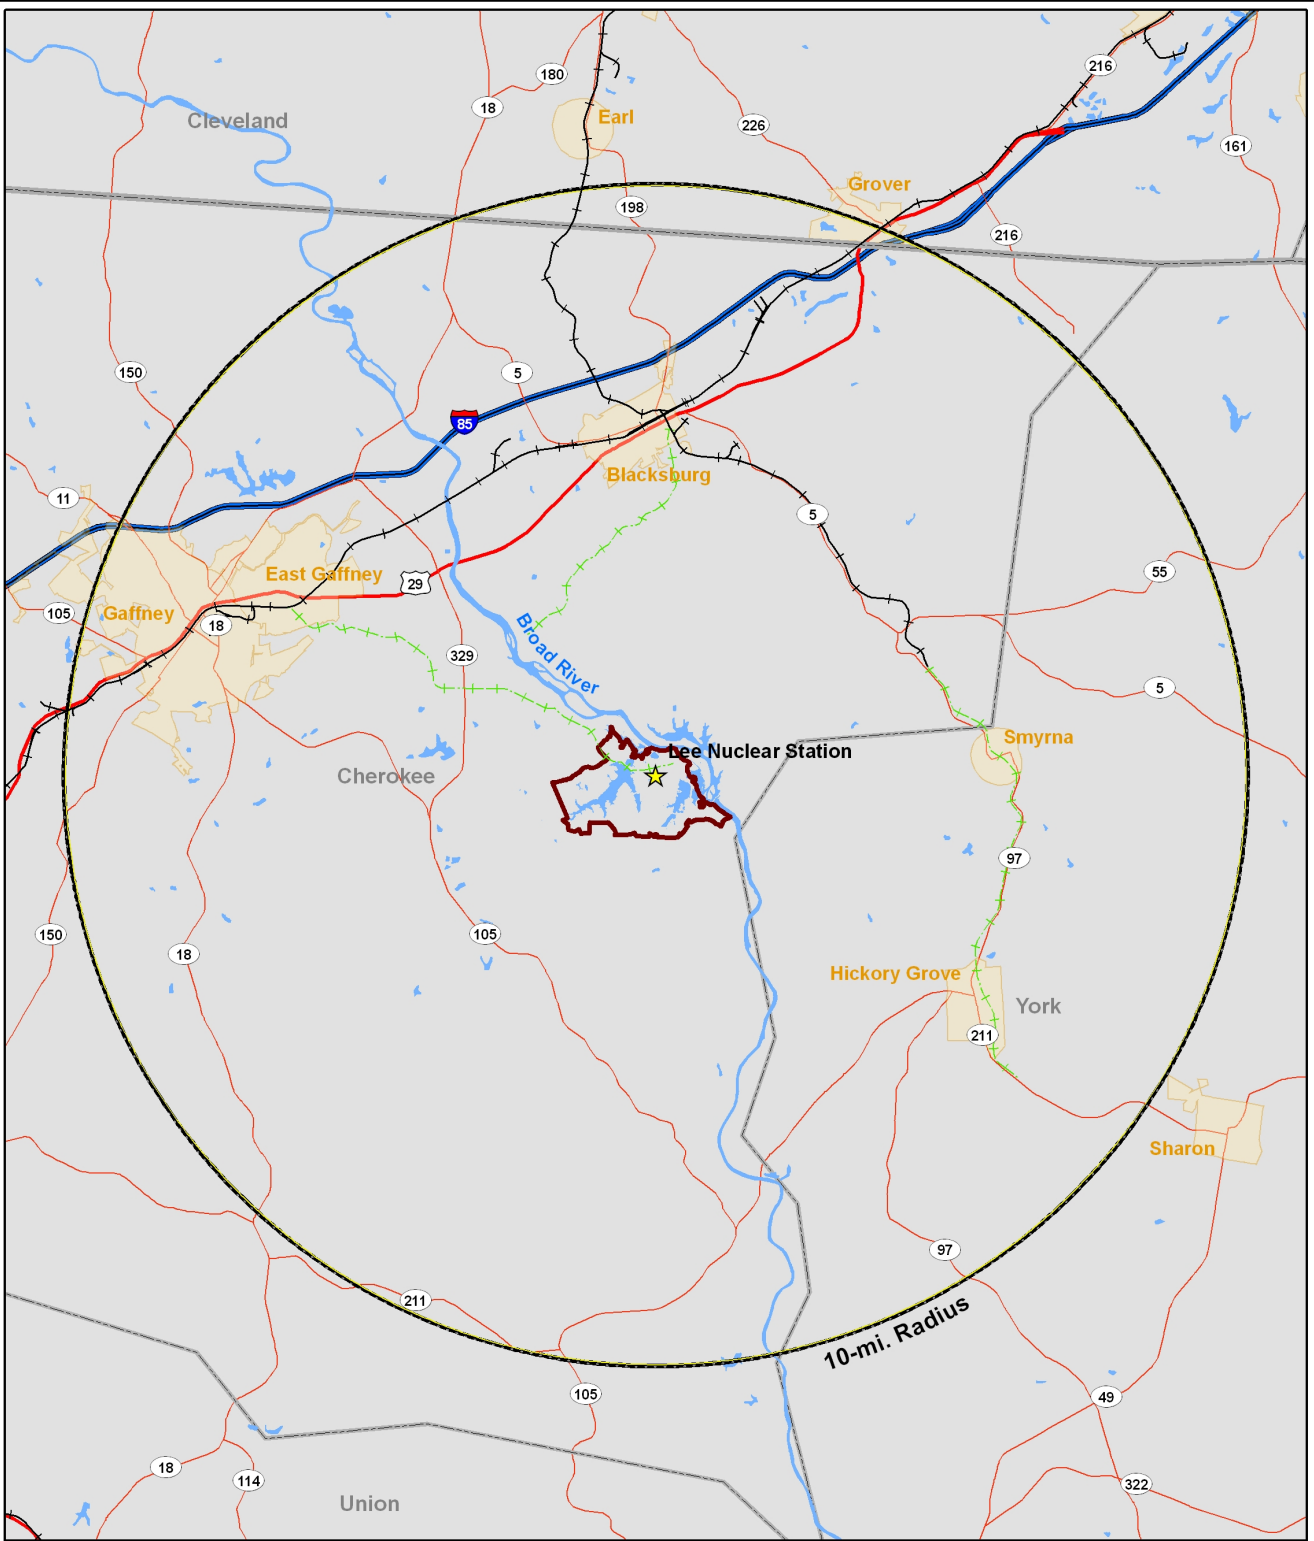 216
180
18
Earl
Cleveland
226
161
Grover
198
216
150
5
85
Blacksburg
11
5
55
East Gaffney
29
Gaffney
105
18
Broad River
329
5
Smyrna
Lee Nuclear Station
Cherokee
97
150
105
18
Hickory Grove
York
211
Sharon
97
211
10-mi. Radius
105
49
18
114
322
Union